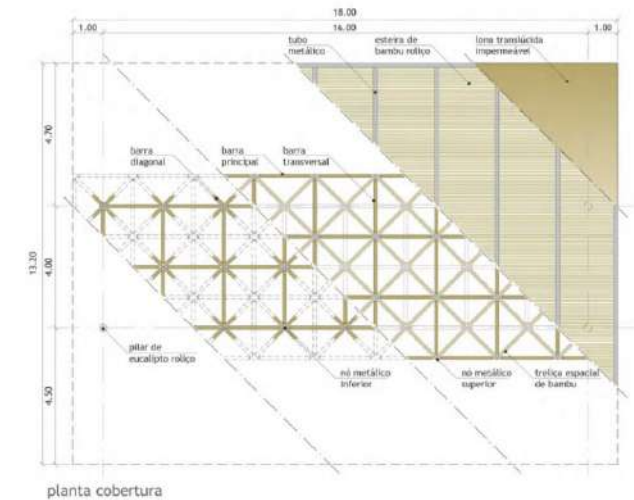 18.00
1.00
16.00
1.00
tubo
metálico
esteira de
bambu roliço
lona translúcida
impermeável
4.70
barra
diagonal
barra
principal
barra
transversal
13.20
4.00
pilar de
eucalipto roliço
nó metálico
inferior
nó metálico
superior
treliça espacial
de bambu
4.50
planta cobertura